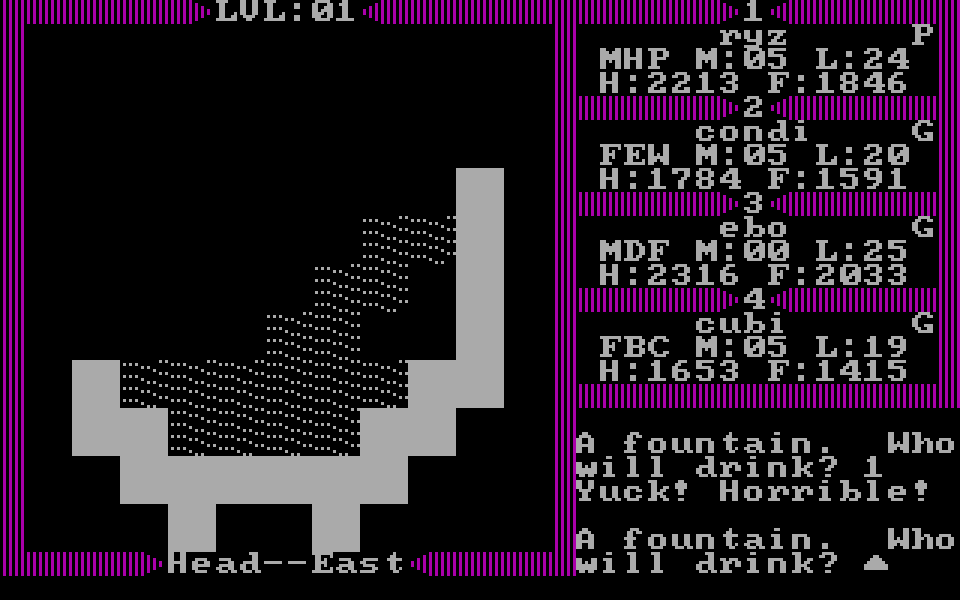 LVL:01
Head--East
1
ryz P
MHP M:05 L:24
H:2213 F:1846
2
condi G
FEW M:05 L:20
H:1784 F:1591
3
ebo G
MDF M:00 L:25
H:2316 F:2033
4
cubi G
FBC M:05 L:19
H:1653 F:1415
A fountain. Who
will drink? 1
Yuck! Horrible!
A fountain. Who
will drink?